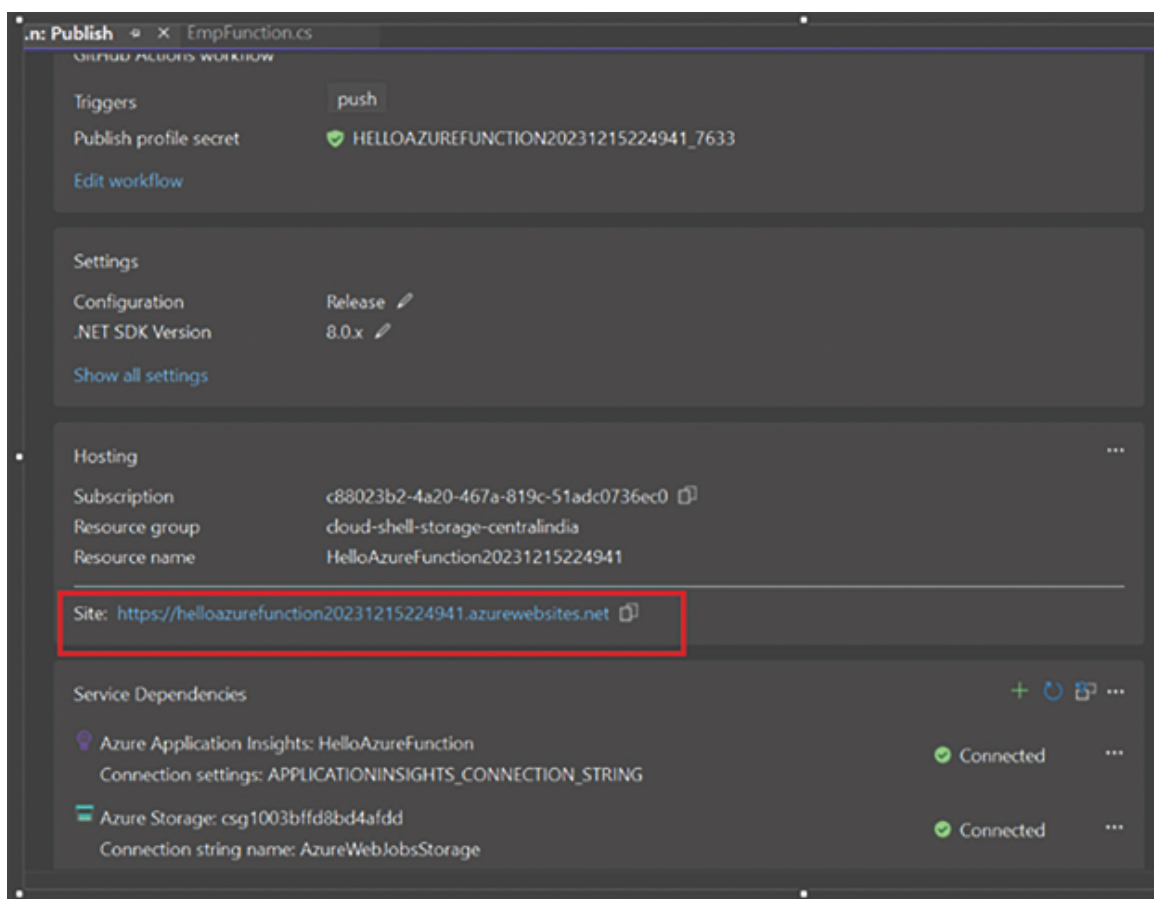 .n: Publish
EmpFunction.cs
GitHub Actions workflow
Triggers push
Publish profile secret HELLOAZUREFUNCTION20231215224941_7633
Edit workflow
Settings
Configuration Release
.NET SDK Version 8.0.x
Show all settings
Hosting
Subscription c88023b2-4a20-467a-819c-51adc0736ec0
Resource group cloud-shell-storage-centralindia
Resource name HelloAzureFunction20231215224941
Site: https://helloazurefunction20231215224941.azurewebsites.net
Service Dependencies
Azure Application Insights: HelloAzureFunction
Connection settings: APPLICATIONINSIGHTS_CONNECTION_STRING
Connected
Azure Storage: csg1003bffd8bd4afdd
Connection string name: AzureWebJobsStorage
Connected